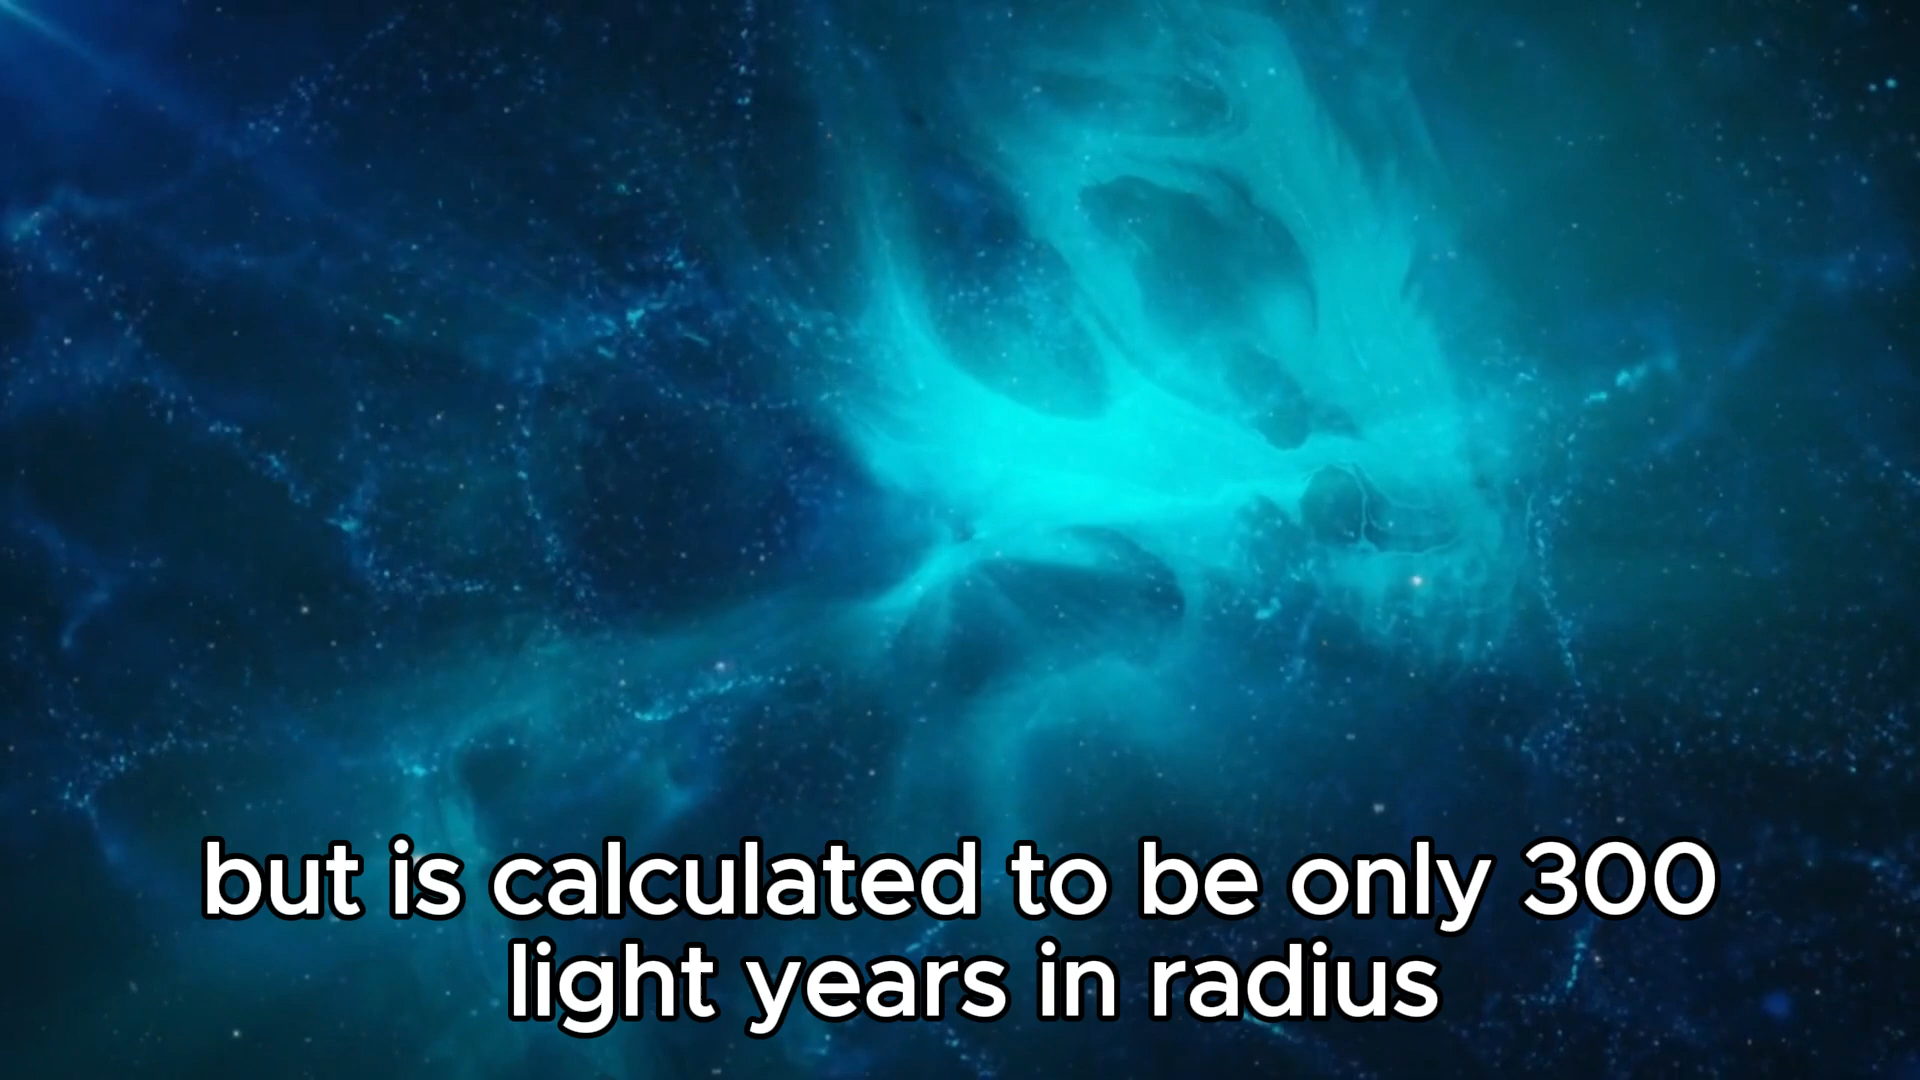 but is calculated to be only 300
light years in radius